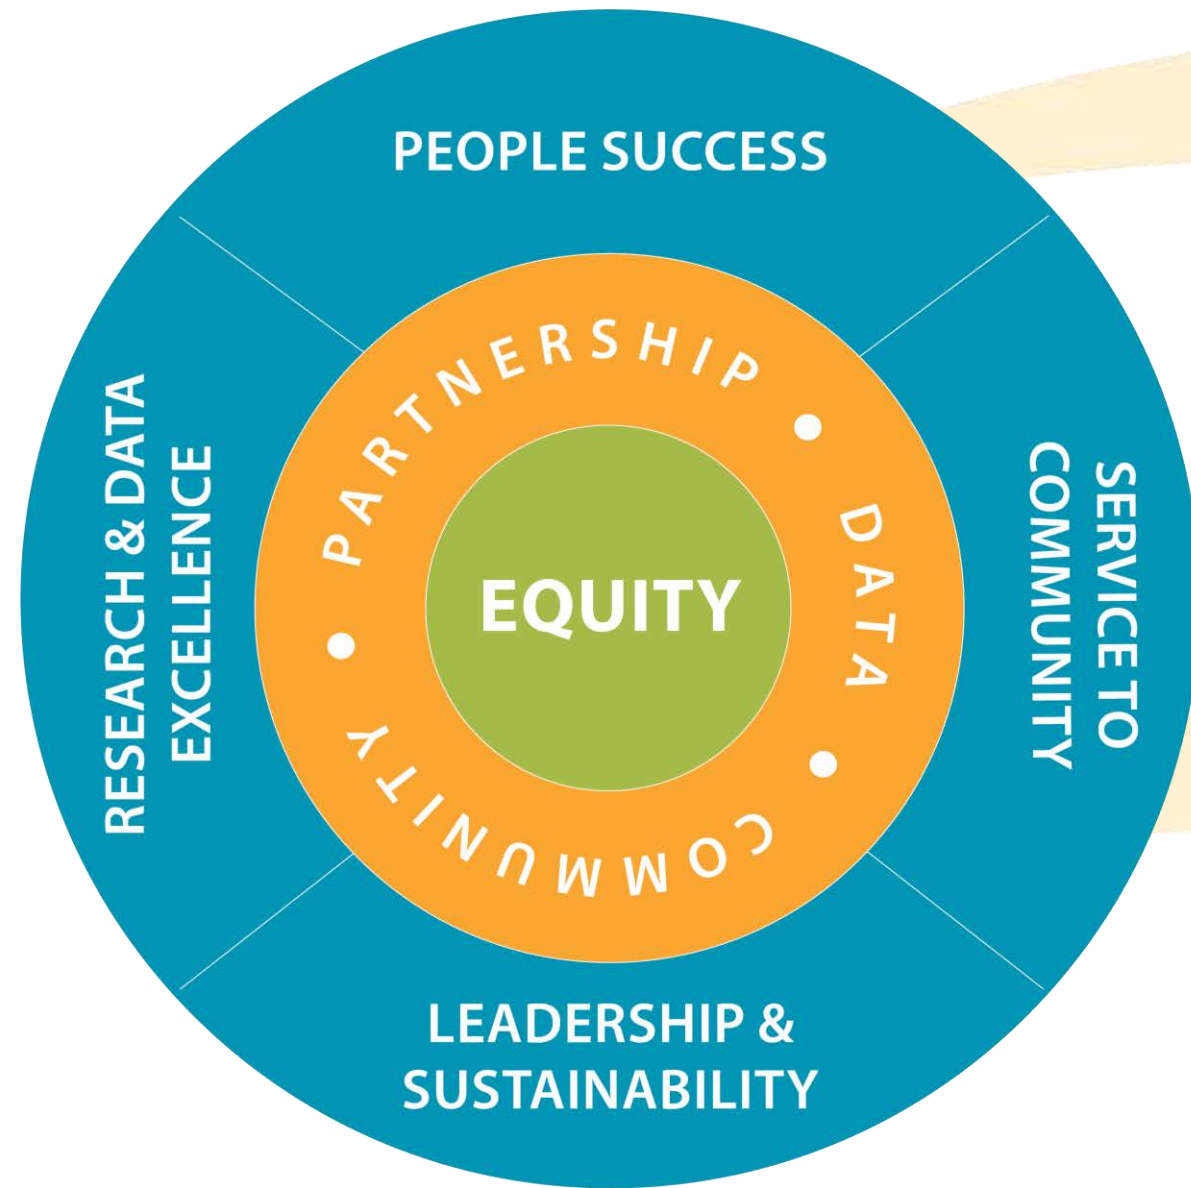 PEOPLE SUCCESS
SERVICE TO
COMMUNITY
LEADERSHIP &
SUSTAINABILITY
RESEARCH & DATA
EXCELLENCE
PARTNERSHIP • DATA • COMMUNITY •
EQUITY